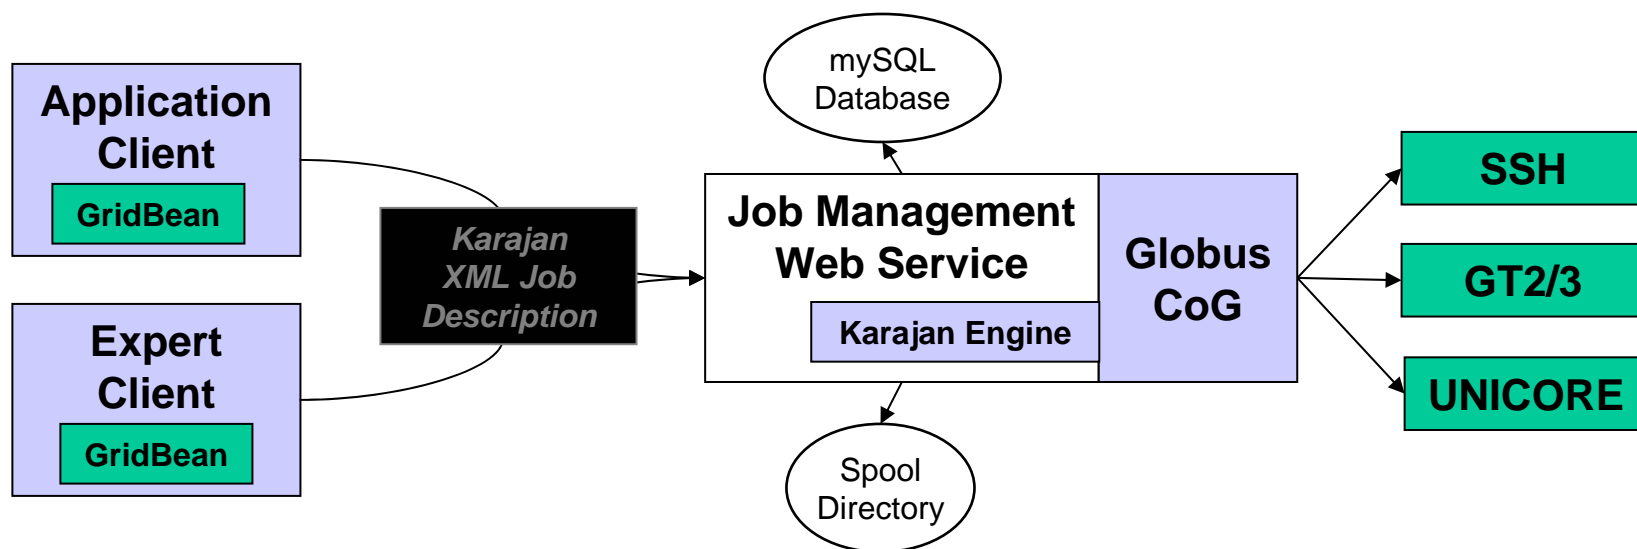 Application
Client
GridBean
Expert
Client
GridBean
Karajan
XML Job
Description
mySQL
Database
Job Management
Web Service
Karajan Engine
Globus
CoG
Spool
Directory
SSH
GT2/3
UNICORE